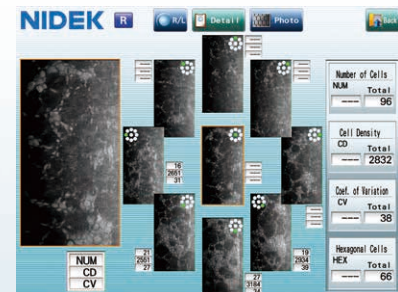 NIDEK R R/L Detail Photo Back
Number of Cells
NUM Total
--- 96
Cell Density
CD Total
--- 2832
Coef. of Variation
CV Total
--- 38
Hexagonal Cells
HEX Total
--- 66
16
2651
31
21
2551
27
19
2934
39
27
3184
NUM
CD
CV